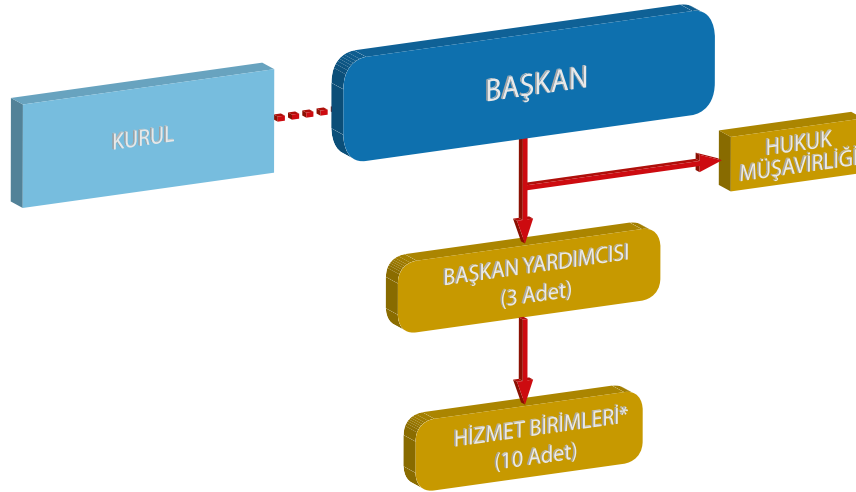 BAŞKAN
KURUL
HUKUK
MÜŞAVİRLİĞİ
BAŞKAN YARDIMCISI
(3 Adet)
HİZMET BİRİMLERİ*
(10 Adet)